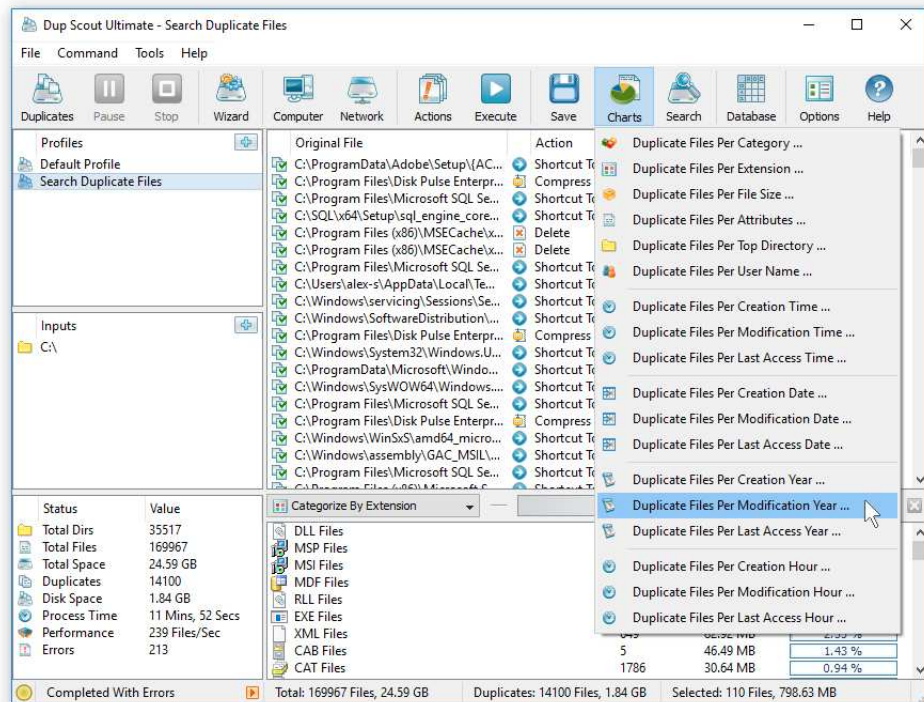 Dup Scout Ultimate - Search Duplicate Files
File Command Tools Help
Duplicates Pause Stop Wizard Computer Network Actions Execute Save Charts Search Database Options Help
Profiles
Default Profile
Search Duplicate Files
Inputs
C:\
Original File Action
C:\ProgramData\Adobe\Setup\{AC... Shortcut To
C:\Program Files\Disk Pulse Enterpr... Compress
C:\Program Files\Microsoft SQL Se... Shortcut To
C:\SQL\x64\Setup\sql_engine_core... Shortcut To
C:\Program Files (x86)\MSECache\x... Delete
C:\Program Files (x86)\MSECache\x... Delete
C:\Program Files\Microsoft SQL Se... Shortcut To
C:\Users\alex-s\AppData\Local\Te... Shortcut To
C:\Windows\servicing\Sessions\Se... Shortcut To
C:\Windows\SoftwareDistribution\... Shortcut To
C:\Program Files\Disk Pulse Enterpr... Compress
C:\Windows\System32\Windows.U... Shortcut To
C:\ProgramData\Microsoft\Windo... Shortcut To
C:\Windows\SysWOW64\Windows.... Shortcut To
C:\Program Files\Microsoft SQL Se... Shortcut To
C:\Program Files\Disk Pulse Enterpr... Compress
C:\Windows\WinSxS\amd64_micro... Shortcut To
C:\Windows\assembly\GAC_MSIL\... Shortcut To
C:\Program Files\Microsoft SQL Se... Shortcut To
Duplicate Files Per Category ...
Duplicate Files Per Extension ...
Duplicate Files Per File Size ...
Duplicate Files Per Attributes ...
Duplicate Files Per Top Directory ...
Duplicate Files Per User Name ...
Duplicate Files Per Creation Time ...
Duplicate Files Per Modification Time ...
Duplicate Files Per Last Access Time ...
Duplicate Files Per Creation Date ...
Duplicate Files Per Modification Date ...
Duplicate Files Per Last Access Date ...
Duplicate Files Per Creation Year ...
Duplicate Files Per Modification Year ...
Duplicate Files Per Last Access Year ...
Duplicate Files Per Creation Hour ...
Duplicate Files Per Modification Hour ...
Duplicate Files Per Last Access Hour ...
Status Value
Total Dirs 35517
Total Files 169967
Total Space 24.59 GB
Duplicates 14100
Disk Space 1.84 GB
Process Time 11 Mins, 52 Secs
Performance 239 Files/Sec
Errors 213
Categorize By Extension
DLL Files
MSP Files
MSI Files
MDF Files
RLL Files
EXE Files
XML Files
CAB Files 5 46.49 MB 1.43 %
CAT Files 1786 30.64 MB 0.94 %
Completed With Errors Total: 169967 Files, 24.59 GB Duplicates: 14100 Files, 1.84 GB Selected: 110 Files, 798.63 MB